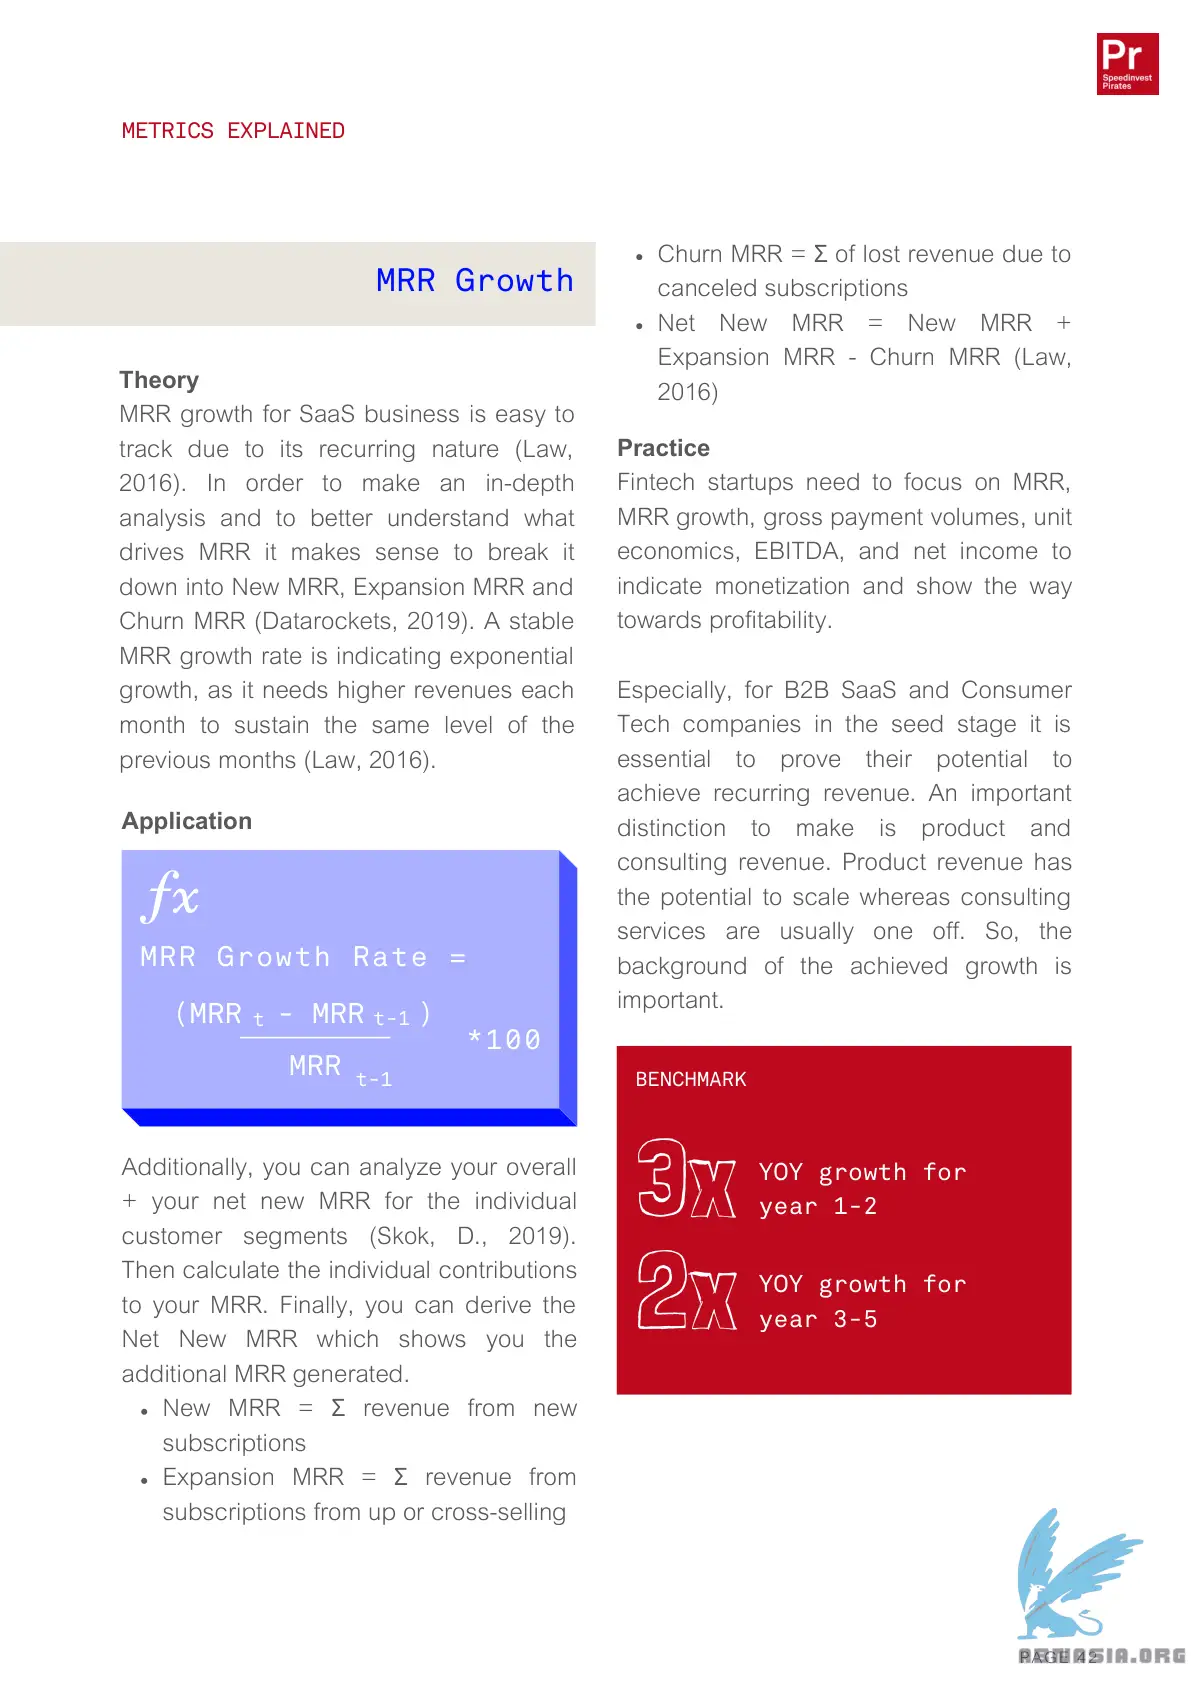 Pr
Speedinvest
Pirates
METRICS EXPLAINED
MRR Growth
Theory
MRR growth for SaaS business is easy to
track due to its recurring nature (Law,
2016). In order to make an in-depth
analysis and to better understand what
drives MRR it makes sense to break it
down into New MRR, Expansion MRR and
Churn MRR (Datarockets, 2019). A stable
MRR growth rate is indicating exponential
growth, as it needs higher revenues each
month to sustain the same level of the
previous months (Law, 2016).
Application
fx
MRR Growth Rate =
(MRR t - MRR t-1 )
*100
MRR t-1
Additionally, you can analyze your overall
+ your net new MRR for the individual
customer segments (Skok, D., 2019).
Then calculate the individual contributions
to your MRR. Finally, you can derive the
Net New MRR which shows you the
additional MRR generated.
• New MRR = Σ revenue from new
subscriptions
• Expansion MRR = Σ revenue from
subscriptions from up or cross-selling
• Churn MRR = Σ of lost revenue due to
canceled subscriptions
• Net New MRR = New MRR +
Expansion MRR - Churn MRR (Law,
2016)
Practice
Fintech startups need to focus on MRR,
MRR growth, gross payment volumes, unit
economics, EBITDA, and net income to
indicate monetization and show the way
towards profitability.
Especially, for B2B SaaS and Consumer
Tech companies in the seed stage it is
essential to prove their potential to
achieve recurring revenue. An important
distinction to make is product and
consulting revenue. Product revenue has
the potential to scale whereas consulting
services are usually one off. So, the
background of the achieved growth is
important.
BENCHMARK
3x YOY growth for
year 1-2
2x YOY growth for
year 3-5
PAGE 42